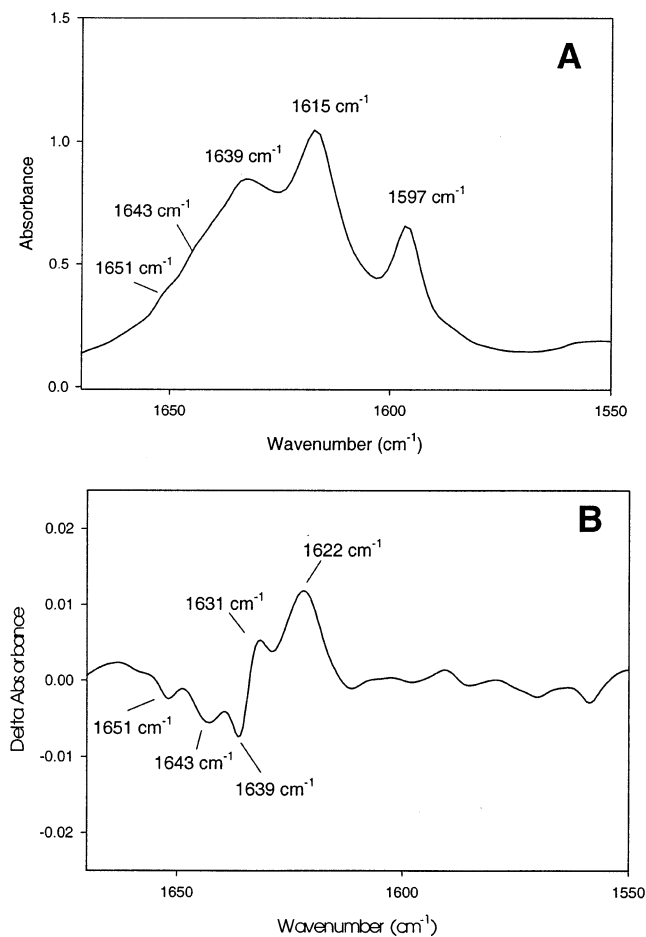 1.5
A
1615 cm⁻¹
1639 cm⁻¹
1.0
1597 cm⁻¹
1643 cm⁻¹
Absorbance
1651 cm⁻¹
0.5
0.0
1650 1600 1550
Wavenumber (cm⁻¹)
B
0.02
1622 cm⁻¹
1631 cm⁻¹
0.01
0.00
Delta Absorbance
1651 cm⁻¹
1643 cm⁻¹
-0.01
1639 cm⁻¹
-0.02
1650 1600 1550
Wavenumber (cm⁻¹)